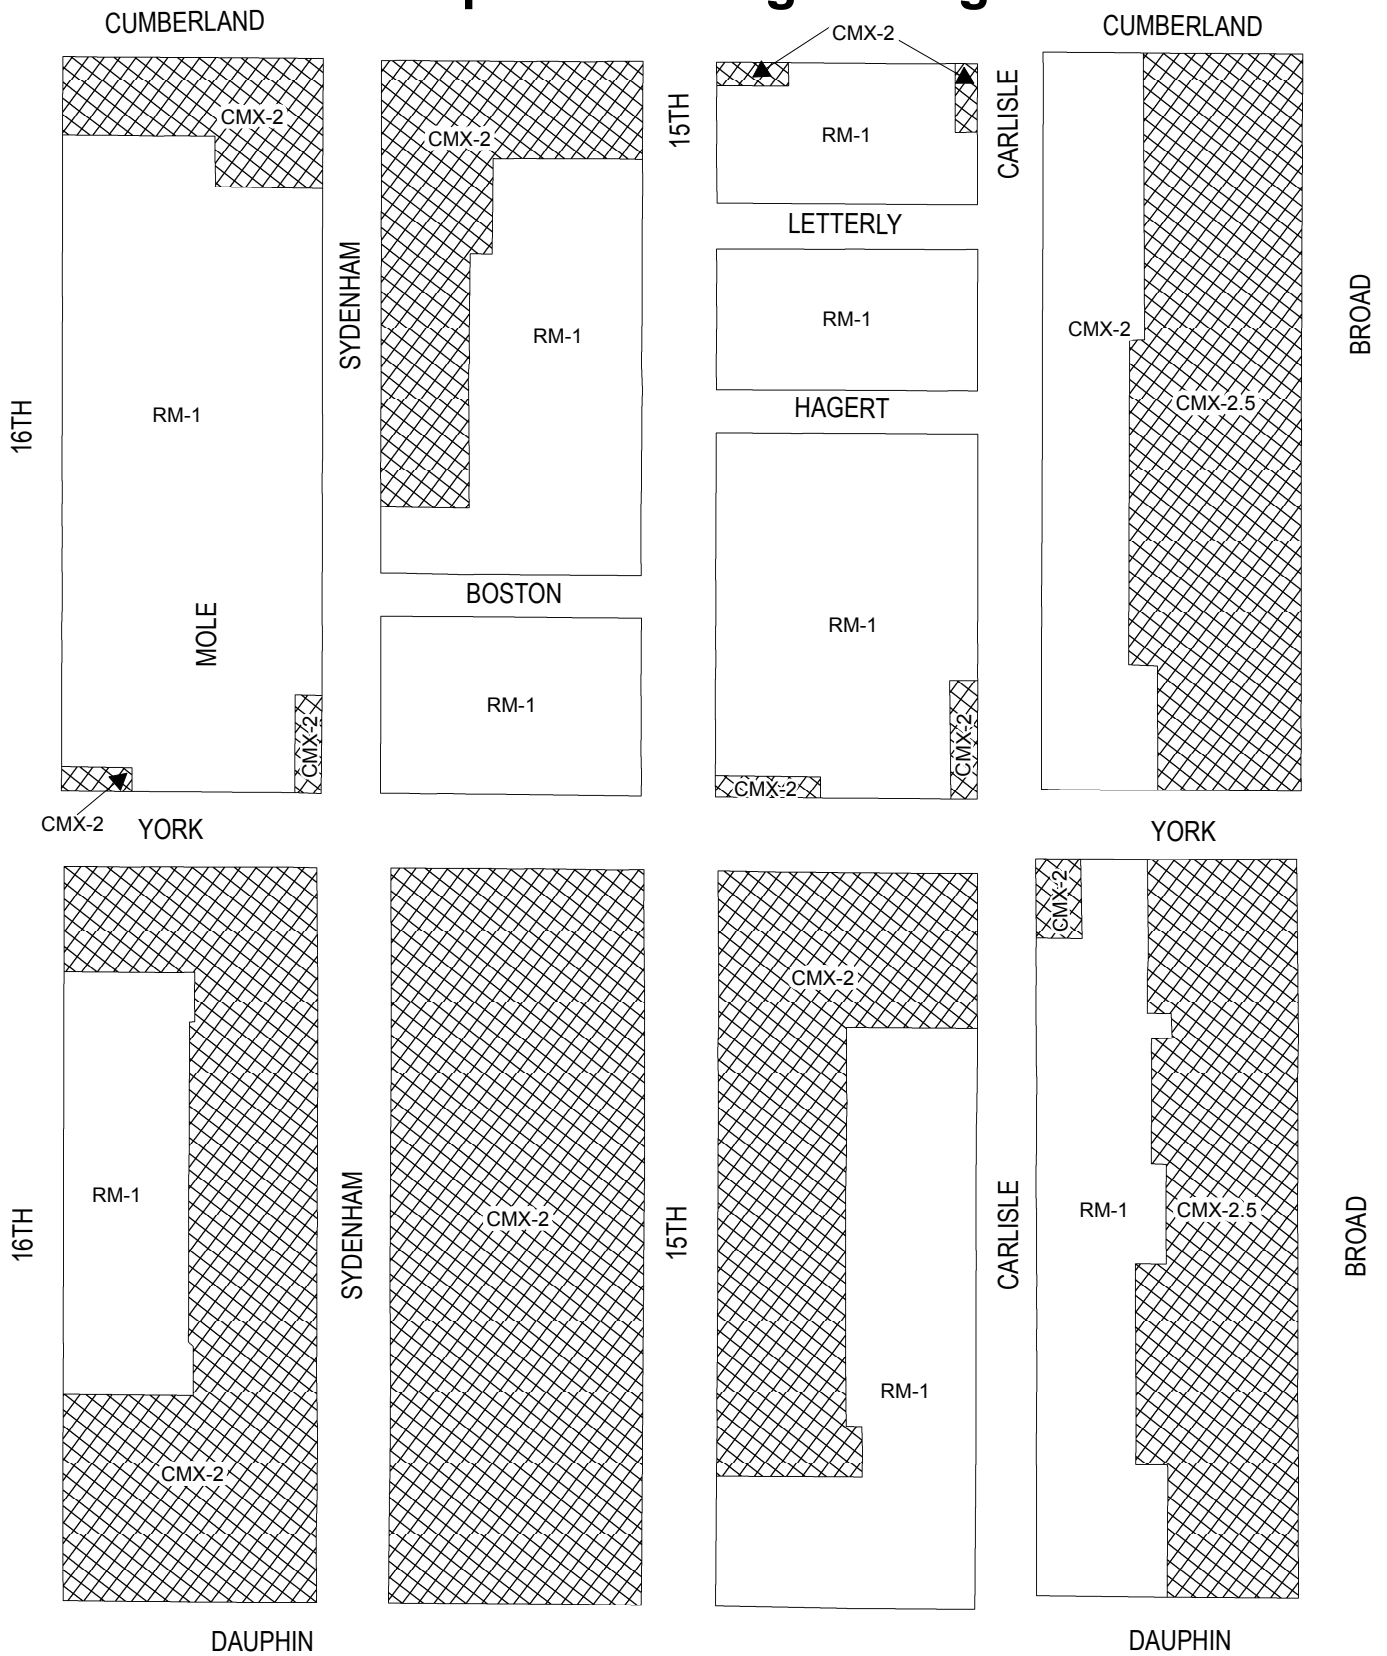 CUMBERLAND
CUMBERLAND
CMX-2
CMX-2
CMX-2
RM-1
15TH
CARLISLE
LETTERLY
SYDENHAM
RM-1
RM-1
CMX-2
BROAD
HAGERT
CMX-2.5
16TH
RM-1
BOSTON
MOLE
RM-1
RM-1
CMX-2
CMX-2
CMX-2
CMX-2
YORK
YORK
CMX-2
CMX-2
RM-1
SYDENHAM
16TH
CMX-2
15TH
CARLISLE
RM-1
CMX-2.5
BROAD
RM-1
CMX-2
DAUPHIN
DAUPHIN